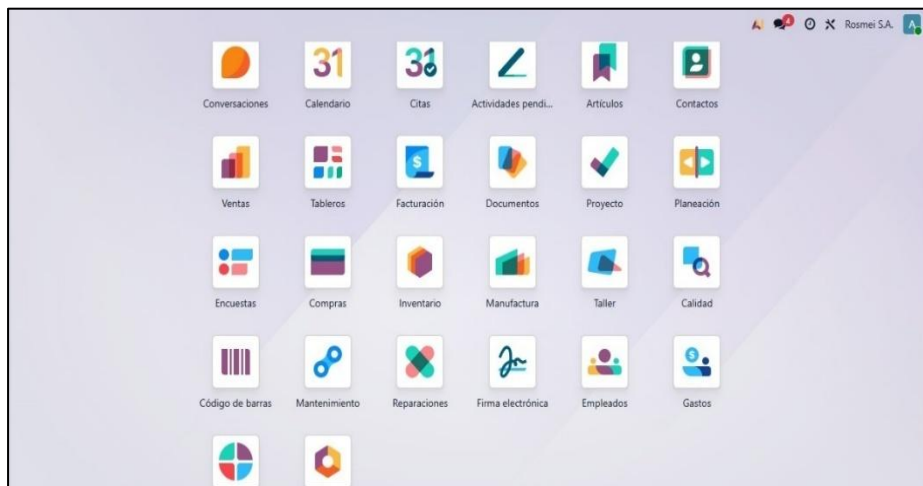 4
Rosmei S.A.
A
31
31
Conversaciones
Calendario
Citas
Actividades pendi...
Artículos
Contactos
$
Ventas
Tableros
Facturación
Documentos
Proyecto
Planeación
Encuestas
Compras
Inventario
Manufactura
Taller
Calidad
$
Código de barras
Mantenimiento
Reparaciones
Firma electrónica
Empleados
Gastos